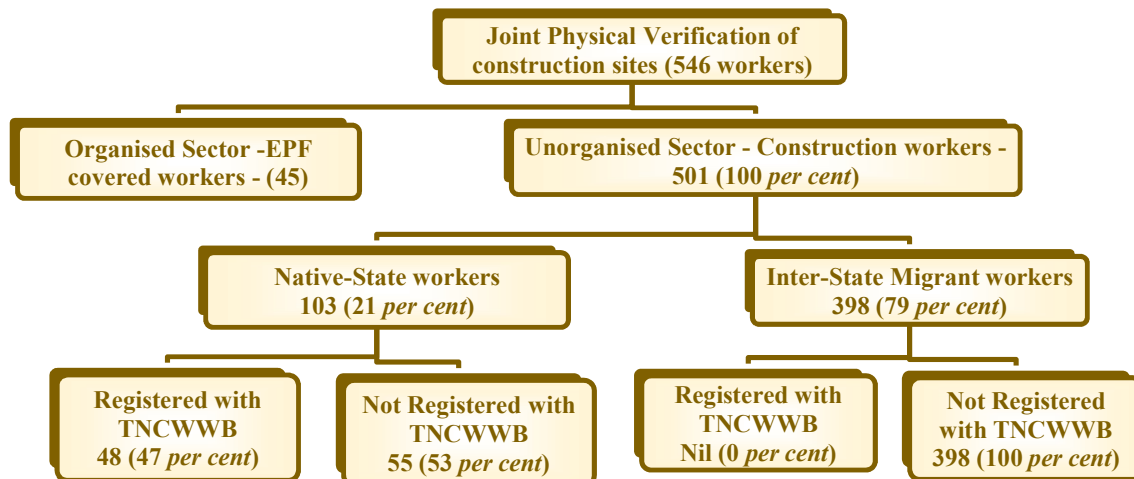 Joint Physical Verification of
construction sites (546 workers)
Organised Sector -EPF
covered workers - (45)
Unorganised Sector - Construction workers -
501 (100 per cent)
Native-State workers
103 (21 per cent)
Inter-State Migrant workers
398 (79 per cent)
Registered with
TNCWWB
48 (47 per cent)
Not Registered with
TNCWWB
55 (53 per cent)
Registered with
TNCWWB
Nil (0 per cent)
Not Registered
with TNCWWB
398 (100 per cent)